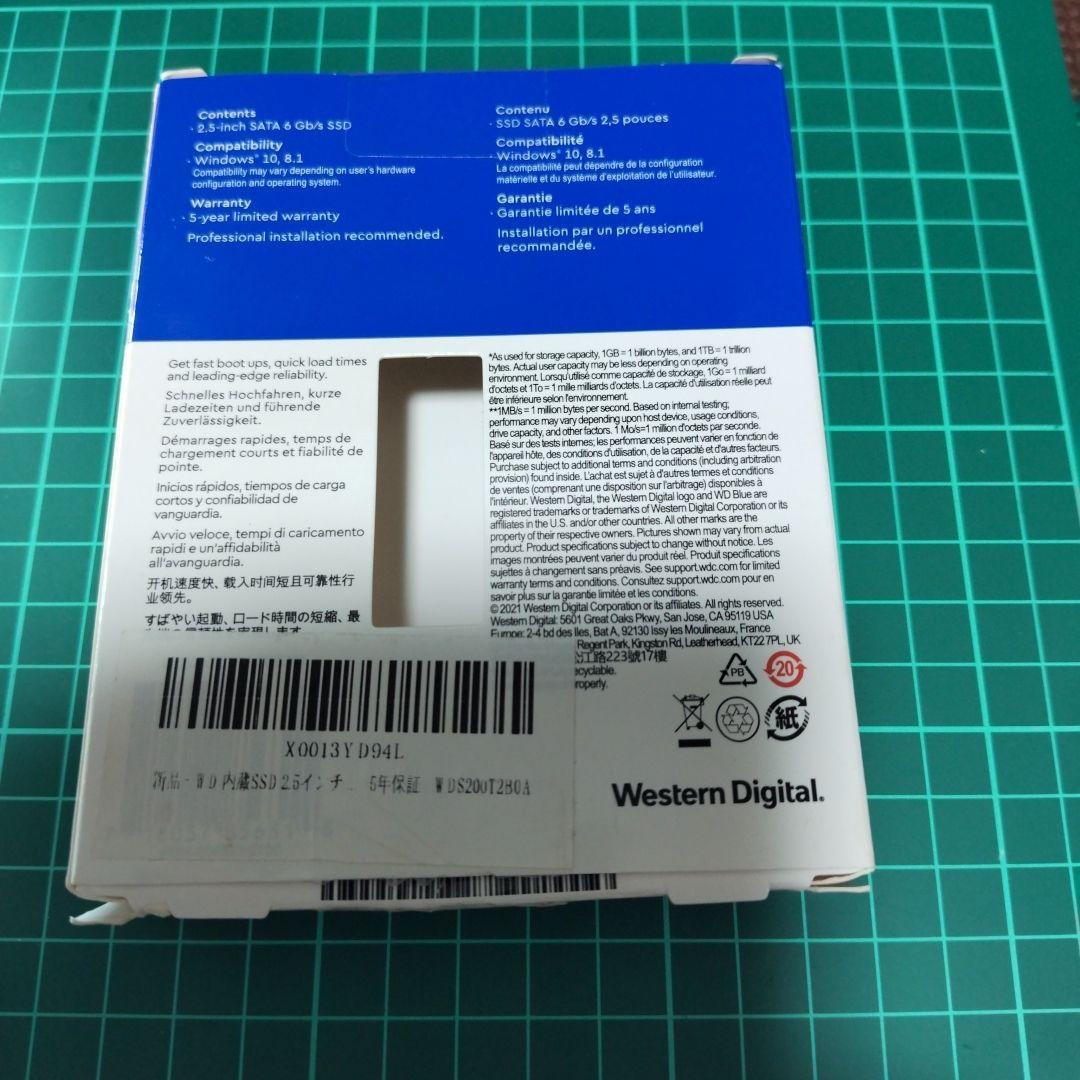 Contents
· 2.5-inch SATA 6 Gb/s SSD
Compatibility
· Windows® 10, 8.1
Compatibility may vary depending on user's hardware
configuration and operating system.
Warranty
· 5-year limited warranty
Professional installation recommended.
Contenu
· SSD SATA 6 Gb/s 2,5 pouces
Compatibilité
· Windows® 10, 8.1
La compatibilité peut dépendre de la configuration
matérielle et du système d'exploitation de l'utilisateur.
Garantie
· Garantie limitée de 5 ans
Installation par un professionnel
recommandée.
Get fast boot ups, quick load times
and leading-edge reliability.
Schnelles Hochfahren, kurze
Ladezeiten und führende
Zuverlässigkeit.
Démarrages rapides, temps de
chargement courts et fiabilité de
pointe.
Inicios rápidos, tiempos de carga
cortos y confiabilidad de
vanguardia.
Avvio veloce, tempi di caricamento
rapidi e un'affidabilità
all'avanguardia.
开机速度快、载入时间短且可靠性行
业领先。
すばやい起動、ロード時間の短縮、最
*As used for storage capacity, 1GB = 1 billion bytes, and 1TB = 1 trillion
bytes. Actual user capacity may be less depending on operating
environment. Lorsqu'utilisé comme capacité de stockage, 1Go = 1 milliard
d'octets et 1To = 1 mille milliards d'octets. La capacité d'utilisation réelle peut
être inférieure selon l'environnement.
**1MB/s = 1 million bytes per second. Based on internal testing;
performance may vary depending upon host device, usage conditions,
drive capacity, and other factors. 1 Mo/s=1 million d'octets par seconde.
Basé sur des tests internes; les performances peuvent varier en fonction de
l'appareil hôte, des conditions d'utilisation, de la capacité et d'autres facteurs.
Purchase subject to additional terms and conditions (including arbitration
provision) found inside. L'achat est sujet à d'autres termes et conditions
de ventes (comprenant une disposition sur l'arbitrage) disponibles à
l'intérieur. Western Digital, the Western Digital logo and WD Blue are
registered trademarks or trademarks of Western Digital Corporation or its
affiliates in the U.S. and/or other countries. All other marks are the
property of their respective owners. Pictures shown may vary from actual
product. Product specifications subject to change without notice. Les
images montrées peuvent varier du produit réel. Produit specifications
sujettes à changement sans préavis. See support.wdc.com for limited
warranty terms and conditions. Consultez support.wdc.com pour en
savoir plus sur la garantie limitée et les conditions.
© 2021 Western Digital Corporation or its affiliates. All rights reserved.
Western Digital: 5601 Great Oaks Pkwy, San Jose, CA 95119 USA
Europe: 2-4 bd des Iles, Bat A, 92130 Issy les Moulineaux, France
Regent Park, Kingston Rd, Leatherhead, KT22 7PL, UK
江路223號17樓
recyclable.
properly.
PB
20
紙
Western Digital®
X0013YD94L
新品 - WD 内蔵SSD 2.5インチ... 5年保証 WDS200T2B0A